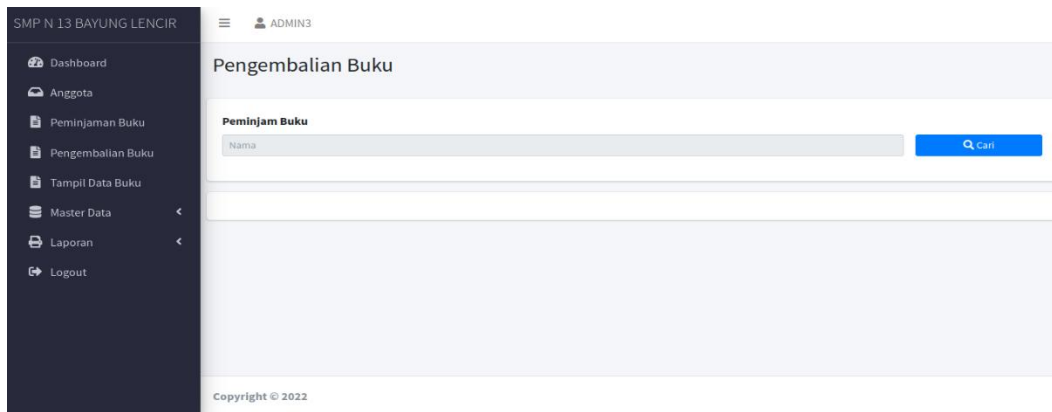 SMP N 13 BAYUNG LENCIR
ADMIN3
Dashboard
Anggota
Peminjaman Buku
Pengembalian Buku
Tampil Data Buku
Master Data
Laporan
Logout
Pengembalian Buku
Peminjam Buku
Nama
Cari
Copyright © 2022